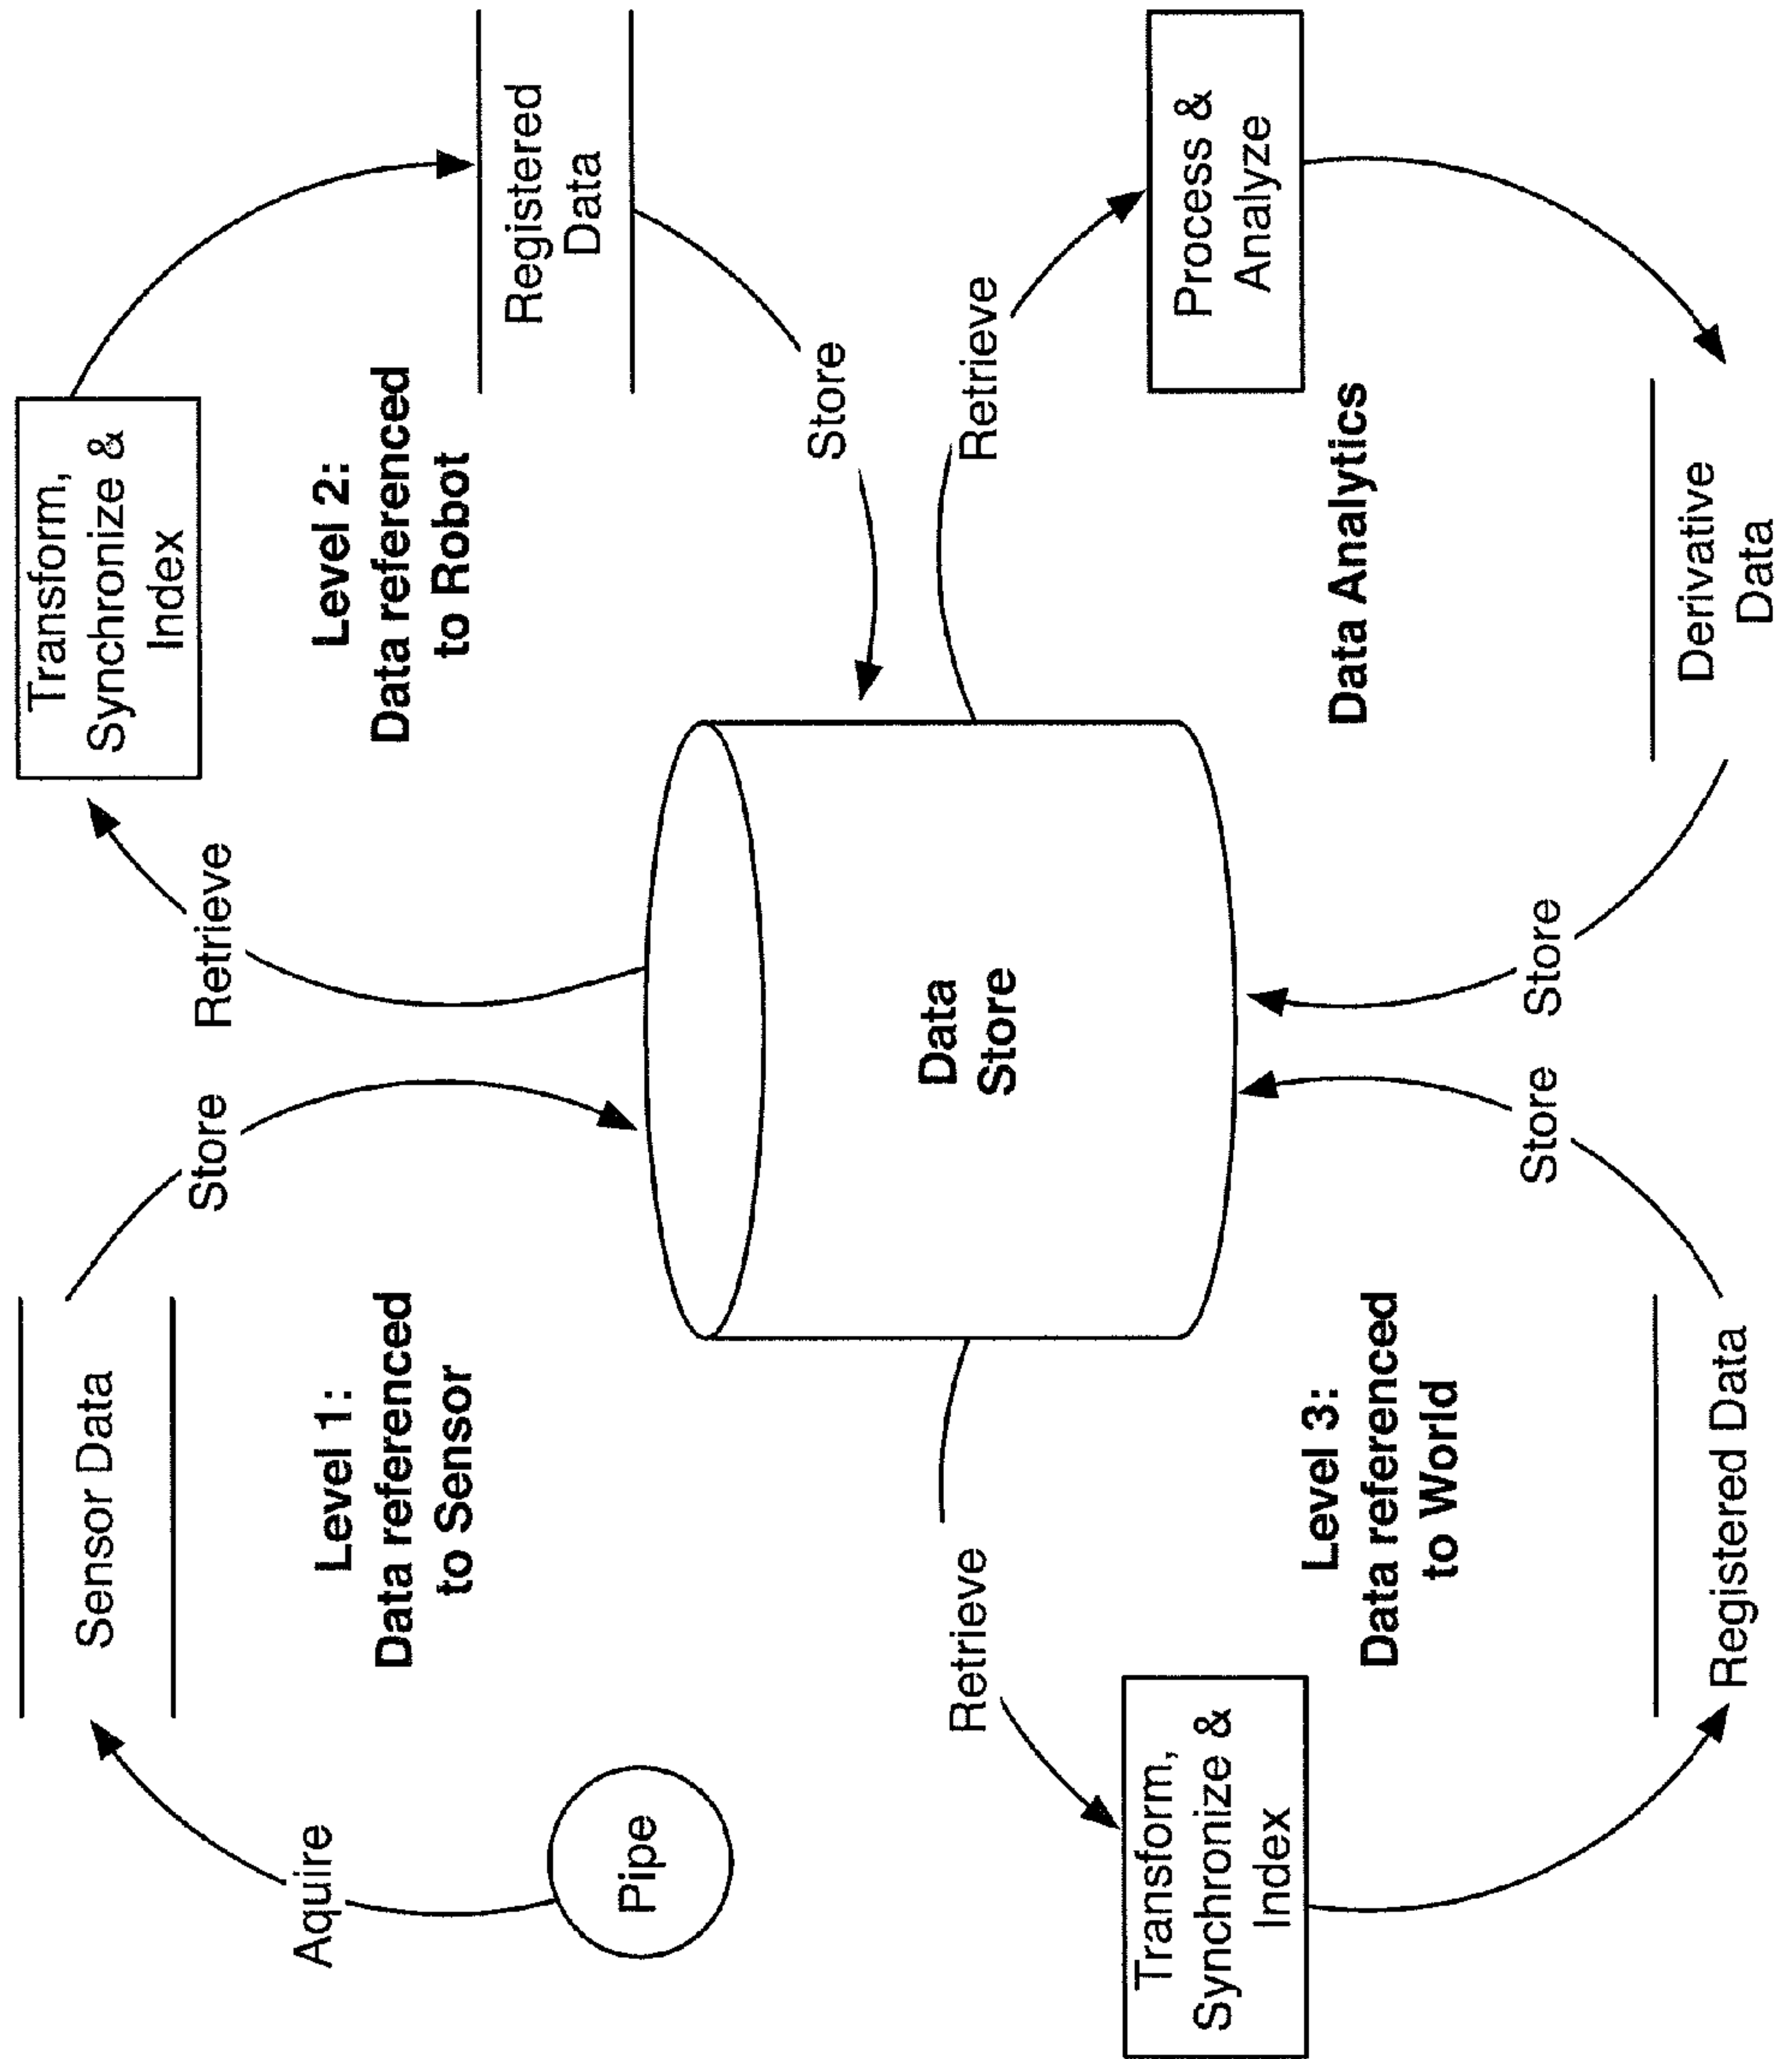 Aquire
Pipe
Sensor Data
Store
Level 1:
Data referenced
to Sensor
Retrieve
Transform,
Synchronize &
Index
Level 2:
Data referenced
to Robot
Registered
Data
Store
Data
Store
Retrieve
Transform,
Synchronize &
Index
Level 3:
Data referenced
to World
Registered Data
Store
Retrieve
Process &
Analyze
Data Analytics
Derivative
Data
Store